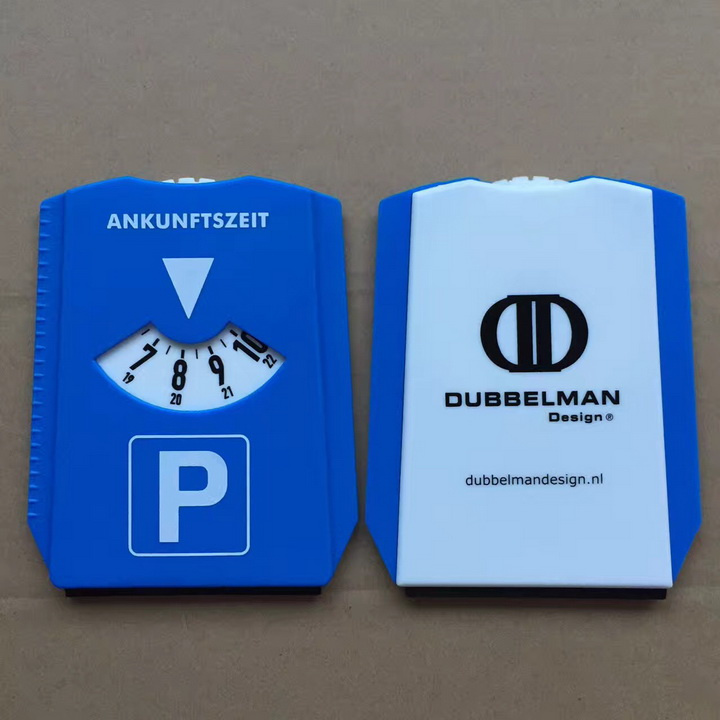 ANKUNFTSZEIT
7 8 9 10
19 20 21 22
P
DUBBELMAN
Design®
dubbelmandesign.nl